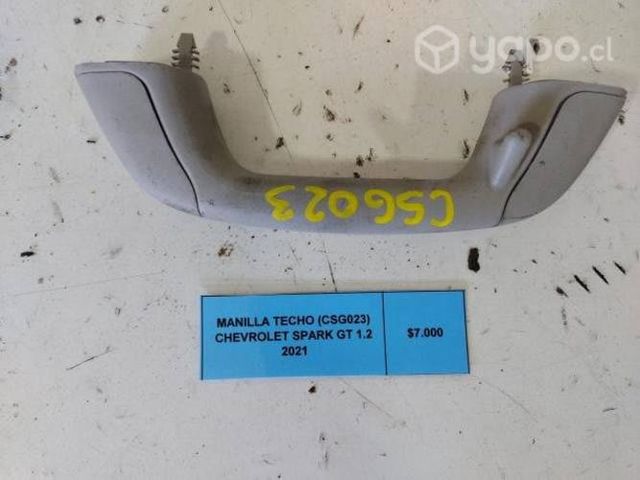 yapo.cl
CSG023
MANILLA TECHO (CSG023)
CHEVROLET SPARK GT 1.2
2021
$7.000